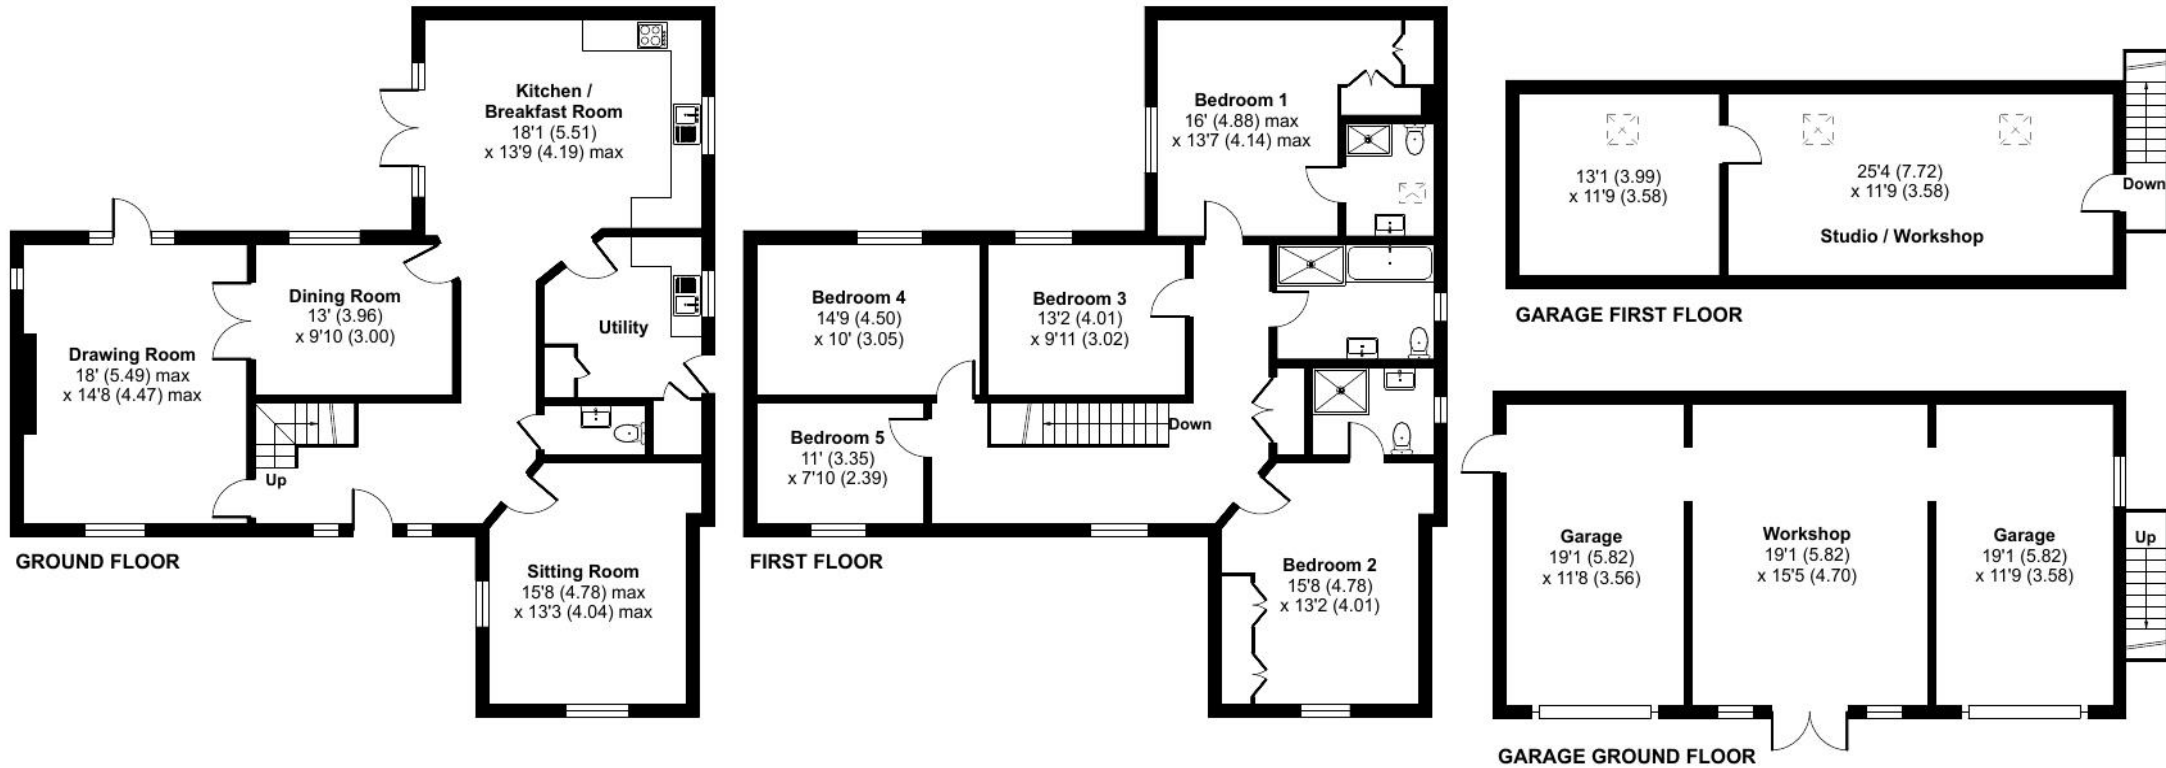 Kitchen /
Breakfast Room
18'1 (5.51)
x 13'9 (4.19) max
Dining Room
13' (3.96)
x 9'10 (3.00)
Utility
Drawing Room
18' (5.49) max
x 14'8 (4.47) max
Up
Sitting Room
15'8 (4.78) max
x 13'3 (4.04) max
GROUND FLOOR
Bedroom 1
16' (4.88) max
x 13'7 (4.14) max
Bedroom 4
14'9 (4.50)
x 10' (3.05)
Bedroom 3
13'2 (4.01)
x 9'11 (3.02)
Bedroom 5
11' (3.35)
x 7'10 (2.39)
Down
Bedroom 2
15'8 (4.78)
x 13'2 (4.01)
FIRST FLOOR
13'1 (3.99)
x 11'9 (3.58)
25'4 (7.72)
x 11'9 (3.58)
Studio / Workshop
Down
GARAGE FIRST FLOOR
Garage
19'1 (5.82)
x 11'8 (3.56)
Workshop
19'1 (5.82)
x 15'5 (4.70)
Garage
19'1 (5.82)
x 11'9 (3.58)
Up
GARAGE GROUND FLOOR